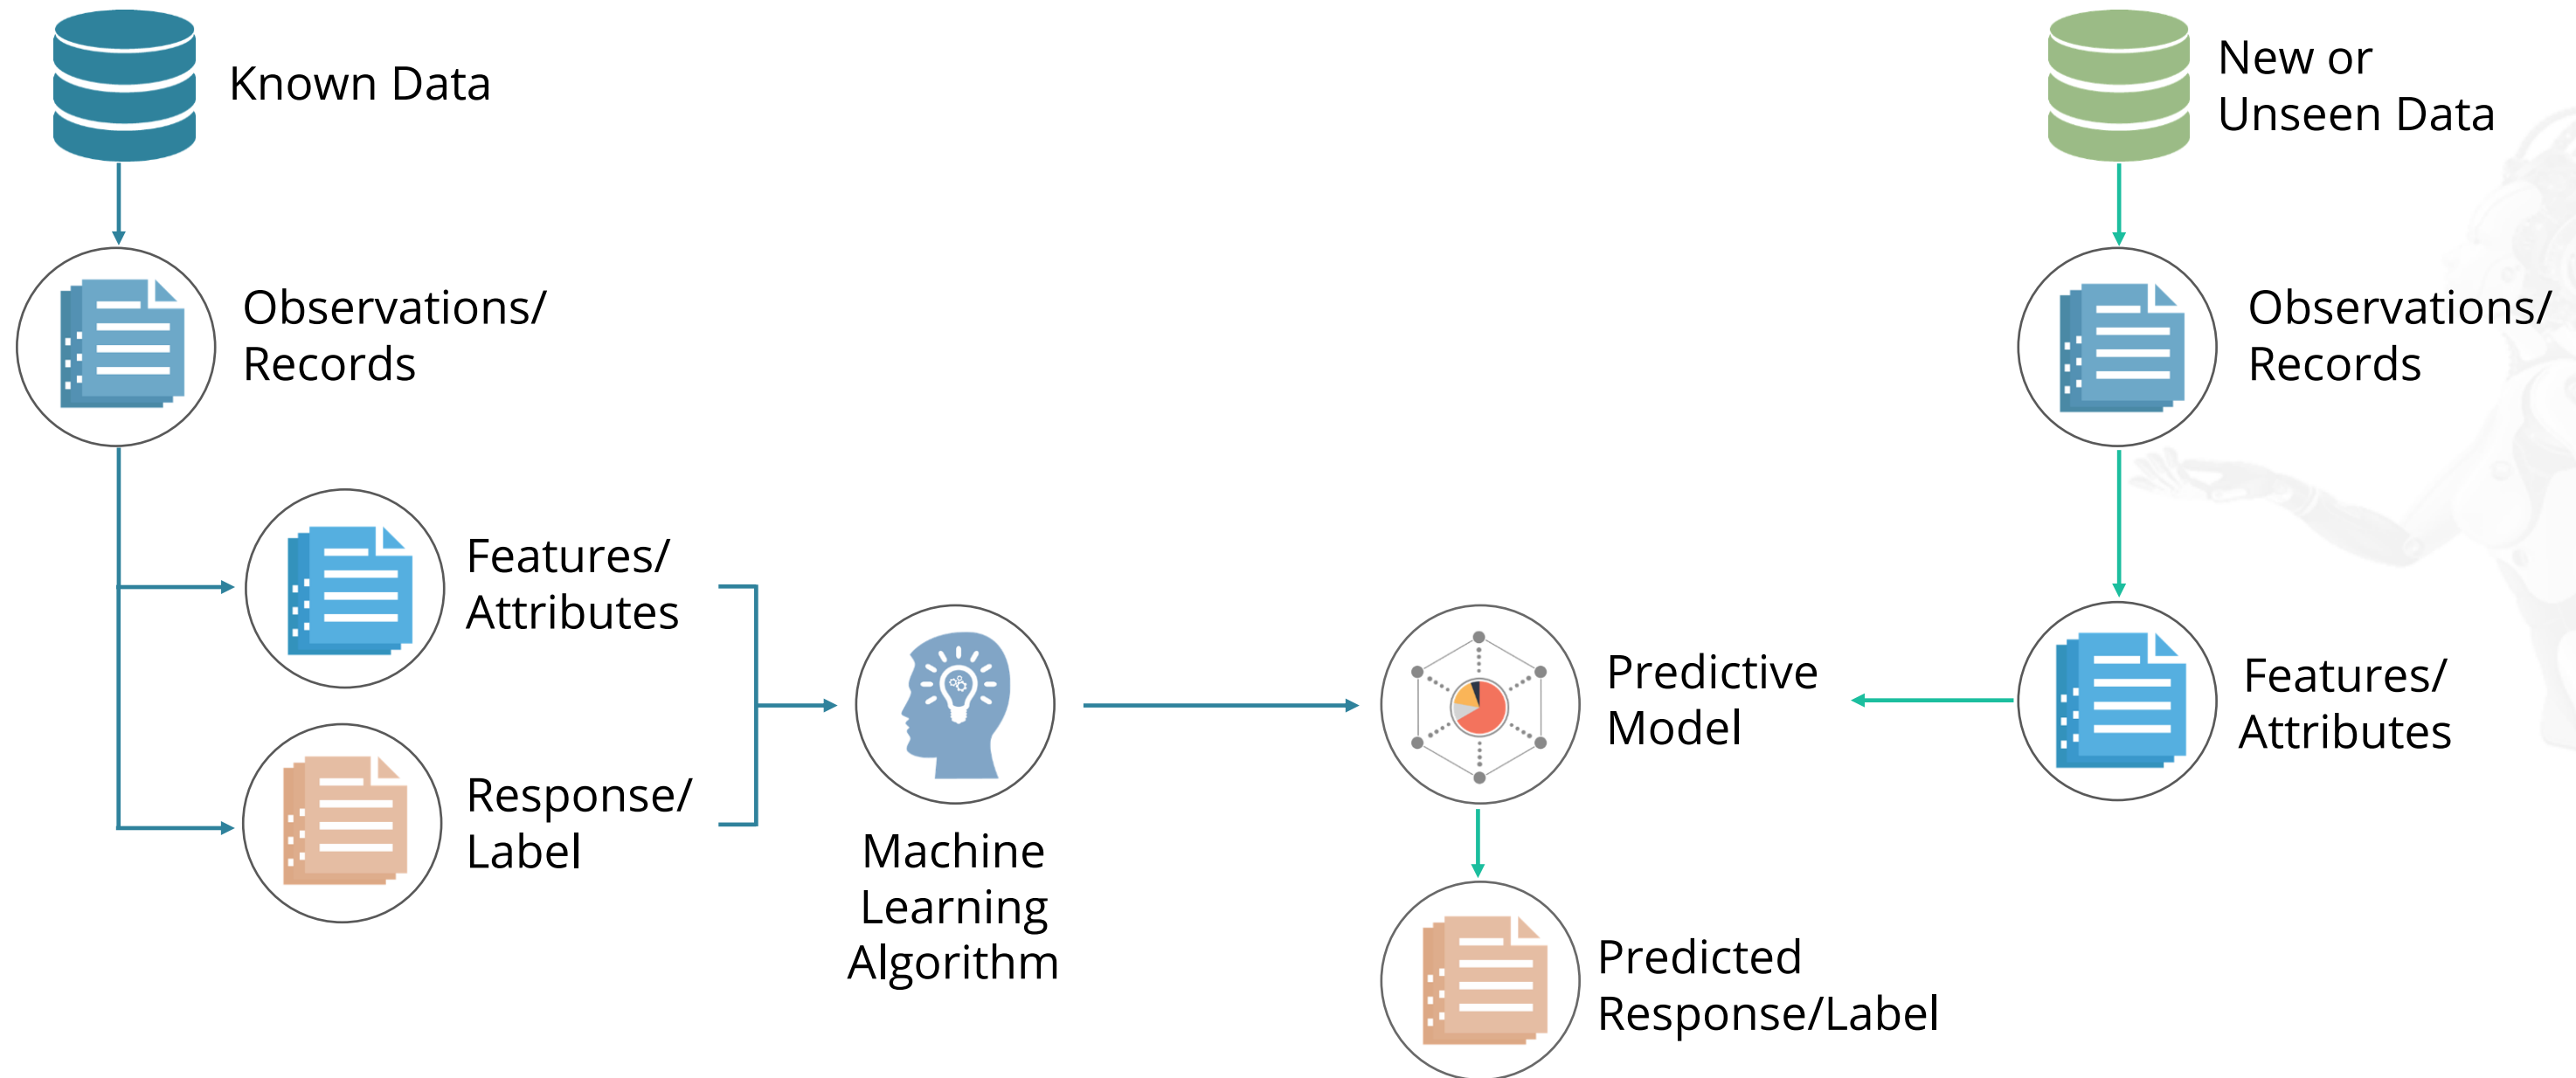 Known Data
Observations/
Records
Features/
Attributes
Response/
Label
Machine
Learning
Algorithm
Predictive
Model
Predicted
Response/Label
New or
Unseen Data
Observations/
Records
Features/
Attributes